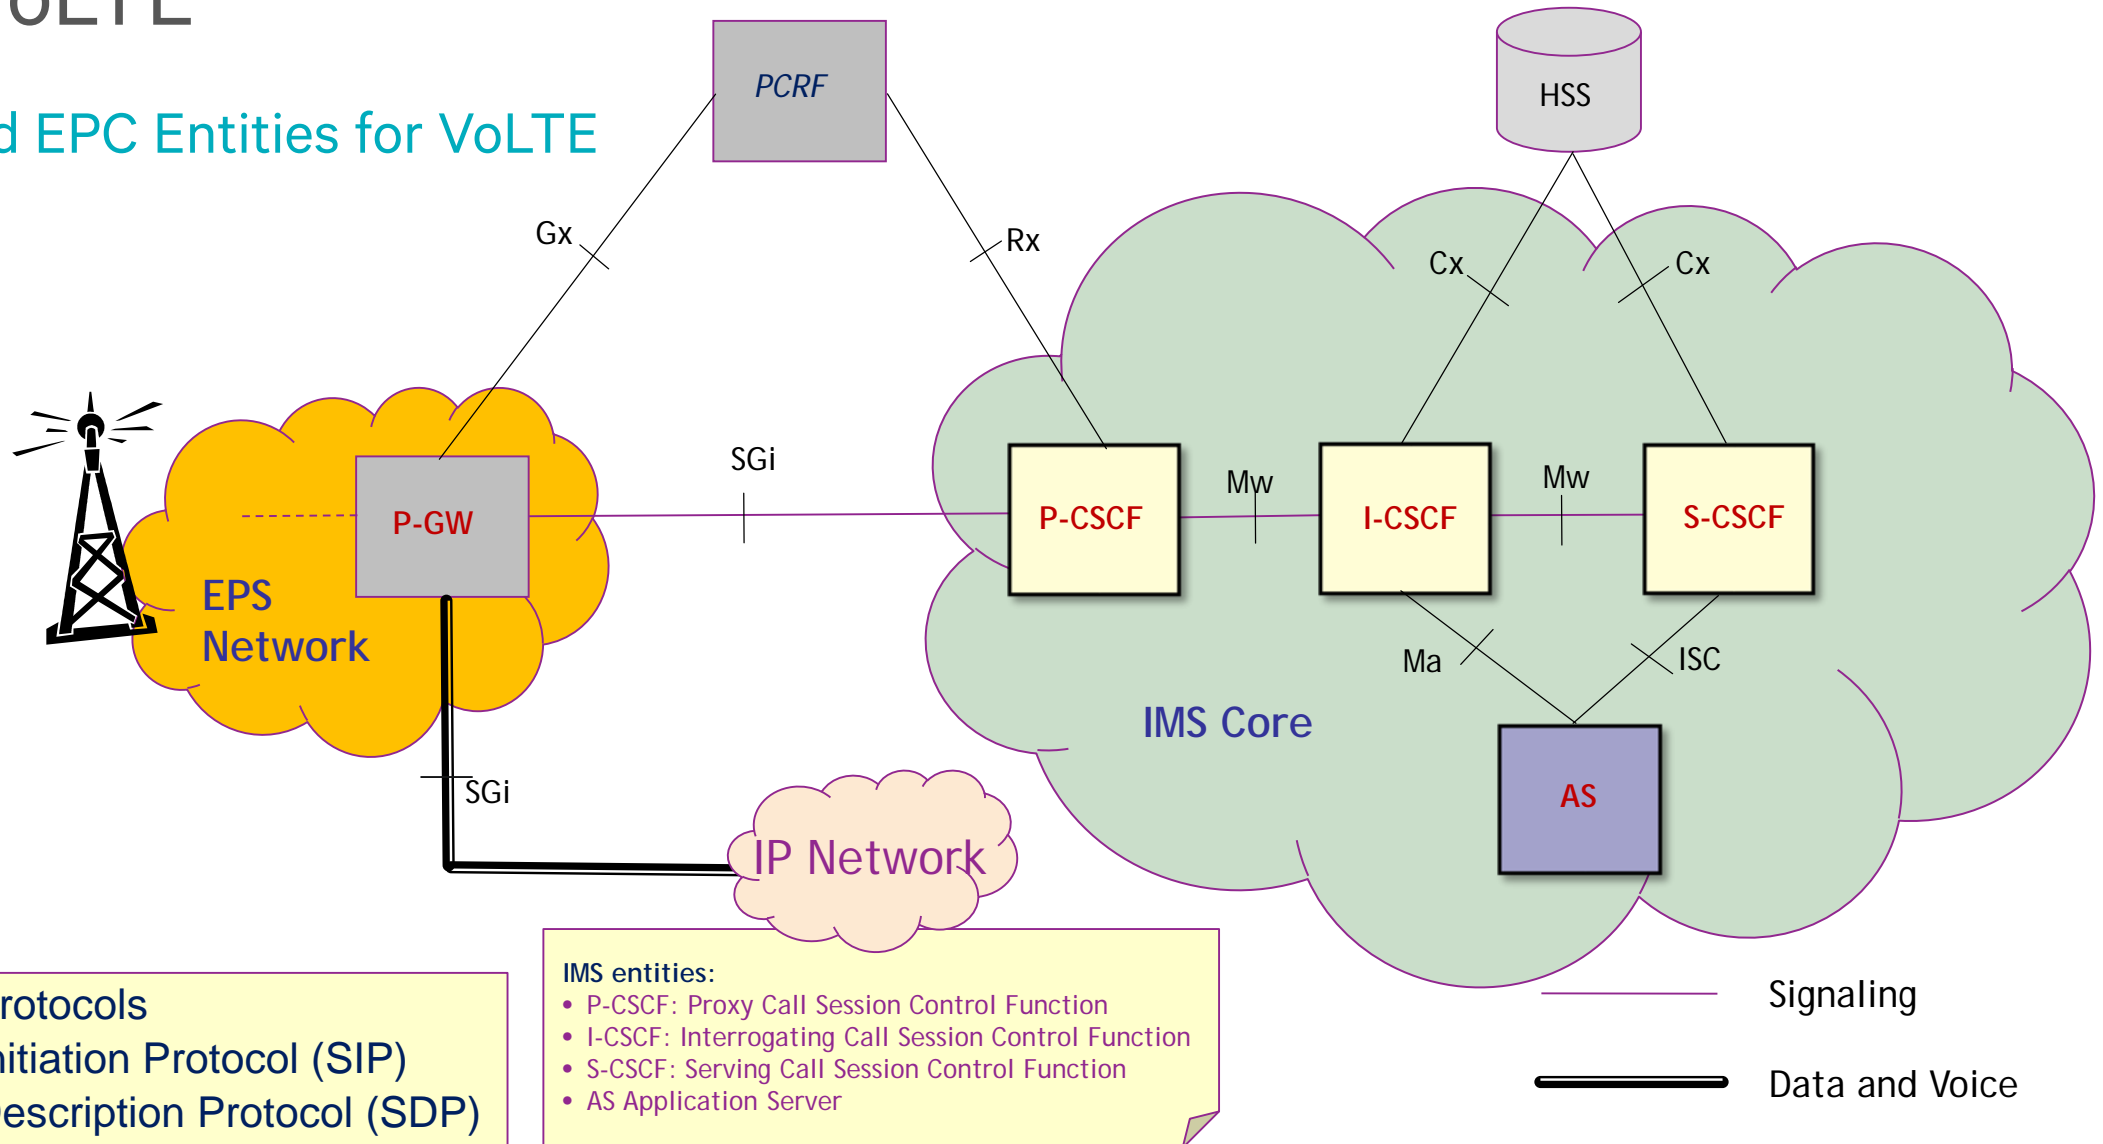 oLTE
d EPC Entities for VoLTE
PCRF
HSS
Gx
Rx
Cx
Cx
SGi
Mw
Mw
P-GW
P-CSCF
I-CSCF
S-CSCF
EPS
Network
Ma
ISC
IMS Core
SGi
AS
IP Network
rotocols
nitiation Protocol (SIP)
Description Protocol (SDP)
IMS entities:
• P-CSCF: Proxy Call Session Control Function
• I-CSCF: Interrogating Call Session Control Function
• S-CSCF: Serving Call Session Control Function
• AS Application Server
Signaling
Data and Voice